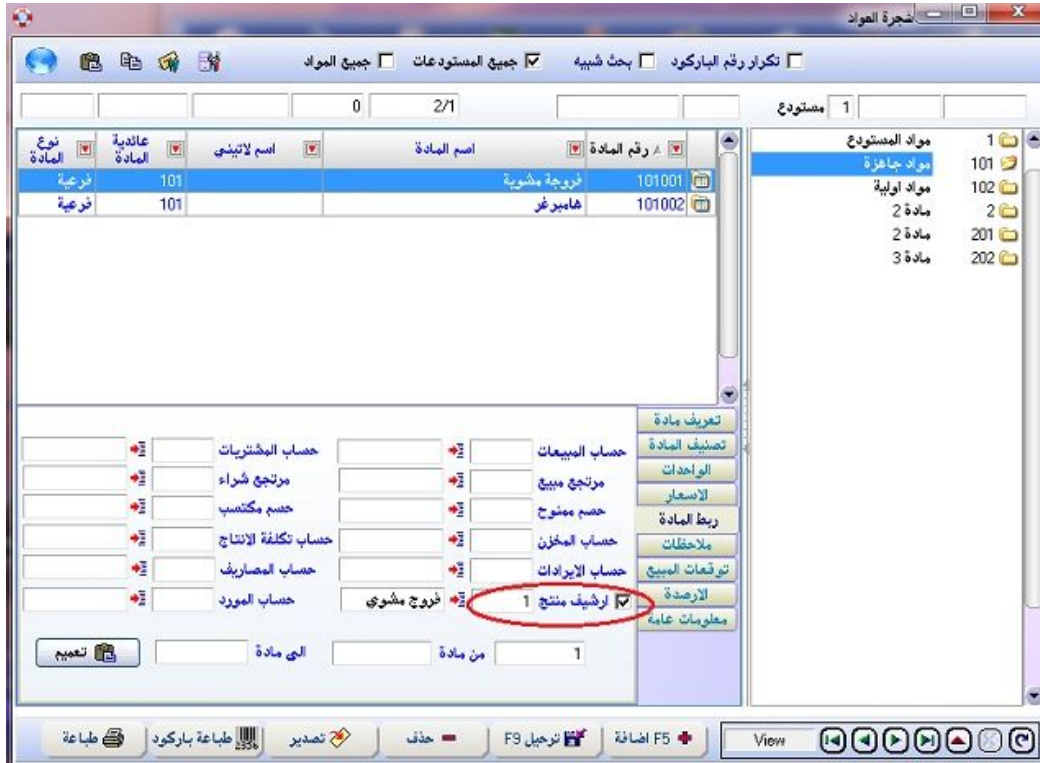 شجرة المواد
تكرار رقم الباركود بحث شبيه جميع المستودعات جميع المواد
1 مستودع 2/1 0
رقم المادة اسم المادة اسم لاتيني عائدية المادة نوع المادة
101001 فروجة مشوية 101 فرعية
101002 هامبرغر 101 فرعية
1 مواد المستودع
101 مواد جاهزة
102 مواد اولية
2 مادة 2
201 مادة 2
202 مادة 3
تعريف مادة
تصنيف المادة
الواحدات
الاسعار
ربط المادة
ملاحظات
توقعات المبيع
الارصدة
معلومات عامة
حساب المبيعات حساب المشتريات
مرتجع مبيع مرتجع شراء
حسم ممنوح حسم مكتسب
حساب المخزن حساب تكلفة الانتاج
حساب الايرادات حساب المصاريف
ارشيف منتج 1 فروج مشوي حساب المورد
1 من مادة الى مادة تعميم
View F5 اضافة ترحيل F9 حذف تصدير طباعة باركود طباعة